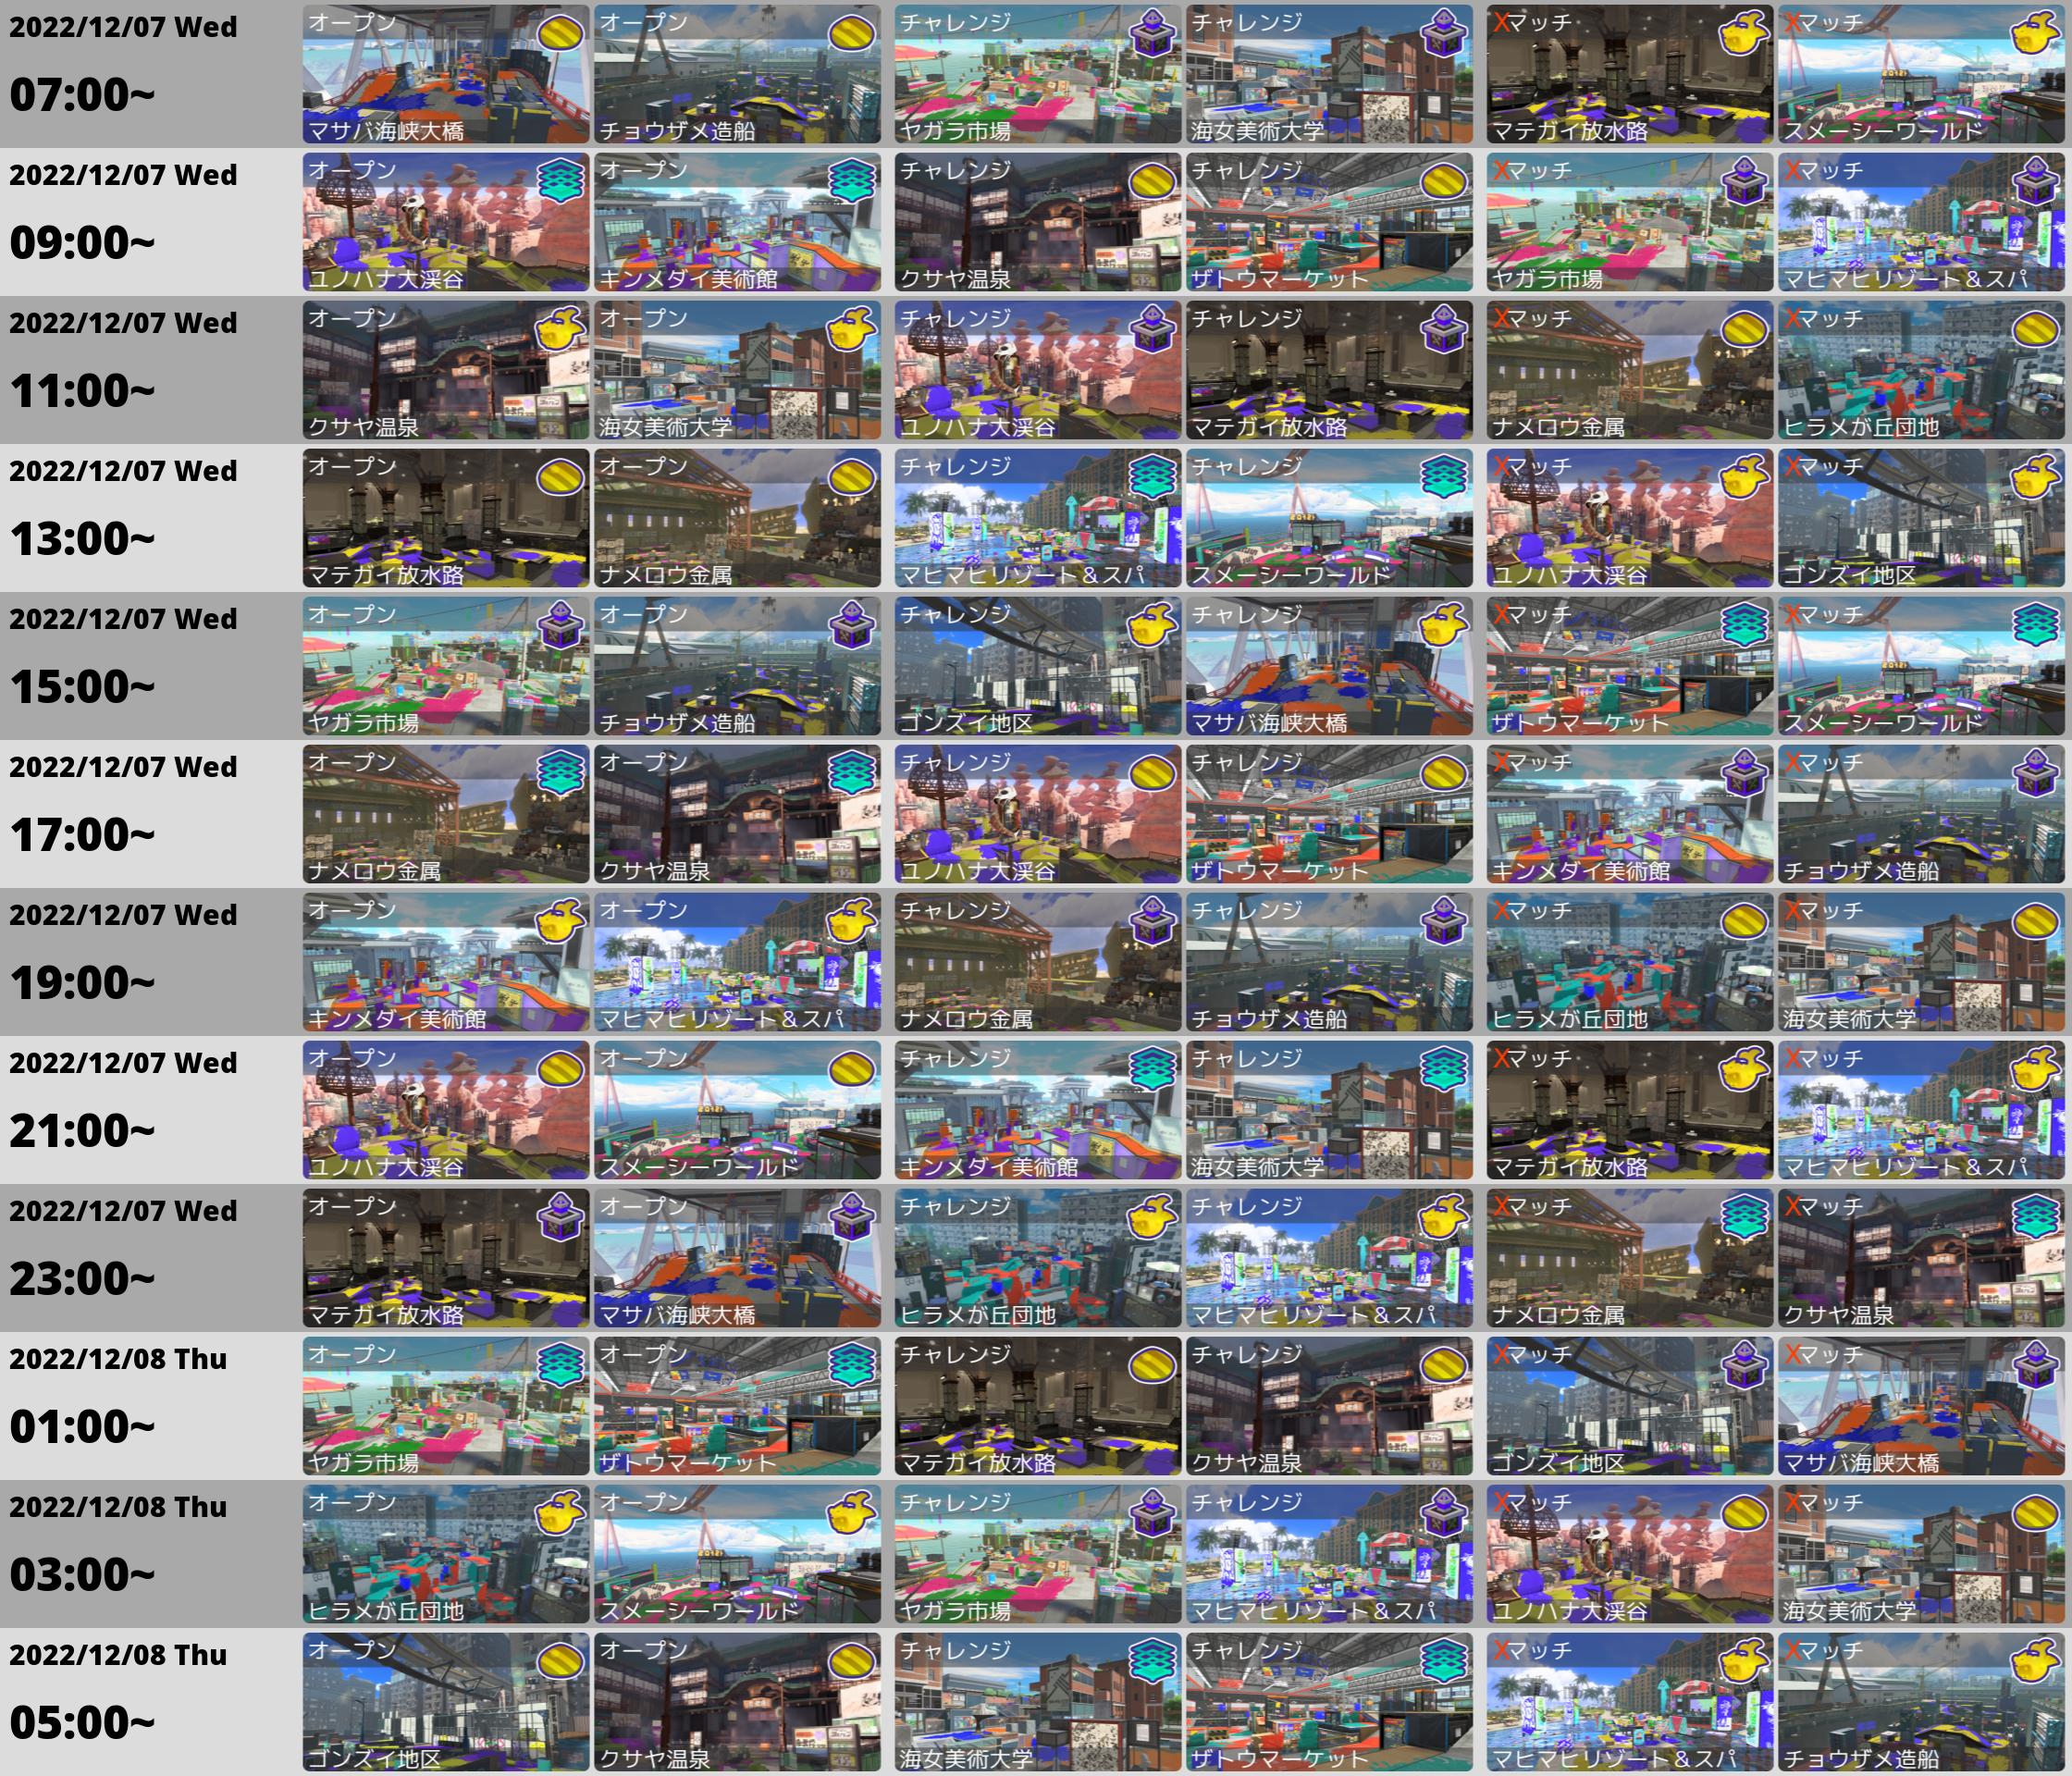 2022/12/07 Wed
07:00~
オープン オープン チャレンジ チャレンジ Xマッチ Xマッチ
マサバ海峡大橋 チョウザメ造船 ヤガラ市場 海女美術大学 マテガイ放水路 スメーシーワールド
2022/12/07 Wed
09:00~
オープン オープン チャレンジ チャレンジ Xマッチ Xマッチ
ユノハナ大渓谷 キンメダイ美術館 クサヤ温泉 ザトウマーケット ヤガラ市場 マヒマヒリゾート＆スパ
2022/12/07 Wed
11:00~
オープン オープン チャレンジ チャレンジ Xマッチ Xマッチ
クサヤ温泉 海女美術大学 ユノハナ大渓谷 マテガイ放水路 ナメロウ金属 ヒラメが丘団地
2022/12/07 Wed
13:00~
オープン オープン チャレンジ チャレンジ Xマッチ Xマッチ
マテガイ放水路 ナメロウ金属 マヒマヒリゾート＆スパ スメーシーワールド ユノハナ大渓谷 ゴンズイ地区
2022/12/07 Wed
15:00~
オープン オープン チャレンジ チャレンジ Xマッチ Xマッチ
ヤガラ市場 チョウザメ造船 ゴンズイ地区 マサバ海峡大橋 ザトウマーケット スメーシーワールド
2022/12/07 Wed
17:00~
オープン オープン チャレンジ チャレンジ Xマッチ Xマッチ
ナメロウ金属 クサヤ温泉 ユノハナ大渓谷 ザトウマーケット キンメダイ美術館 チョウザメ造船
2022/12/07 Wed
19:00~
オープン オープン チャレンジ チャレンジ Xマッチ Xマッチ
キンメダイ美術館 マヒマヒリゾート＆スパ ナメロウ金属 チョウザメ造船 ヒラメが丘団地 海女美術大学
2022/12/07 Wed
21:00~
オープン オープン チャレンジ チャレンジ Xマッチ Xマッチ
ユノハナ大渓谷 スメーシーワールド キンメダイ美術館 海女美術大学 マテガイ放水路 マヒマヒリゾート＆スパ
2022/12/07 Wed
23:00~
オープン オープン チャレンジ チャレンジ Xマッチ Xマッチ
マテガイ放水路 マサバ海峡大橋 ヒラメが丘団地 マヒマヒリゾート＆スパ ナメロウ金属 クサヤ温泉
2022/12/08 Thu
01:00~
オープン オープン チャレンジ チャレンジ Xマッチ Xマッチ
ヤガラ市場 ザトウマーケット マテガイ放水路 クサヤ温泉 ゴンズイ地区 マサバ海峡大橋
2022/12/08 Thu
03:00~
オープン オープン チャレンジ チャレンジ Xマッチ Xマッチ
ヒラメが丘団地 スメーシーワールド ヤガラ市場 マヒマヒリゾート＆スパ ユノハナ大渓谷 海女美術大学
2022/12/08 Thu
05:00~
オープン オープン チャレンジ チャレンジ Xマッチ Xマッチ
ゴンズイ地区 クサヤ温泉 海女美術大学 ザトウマーケット マヒマヒリゾート＆スパ チョウザメ造船